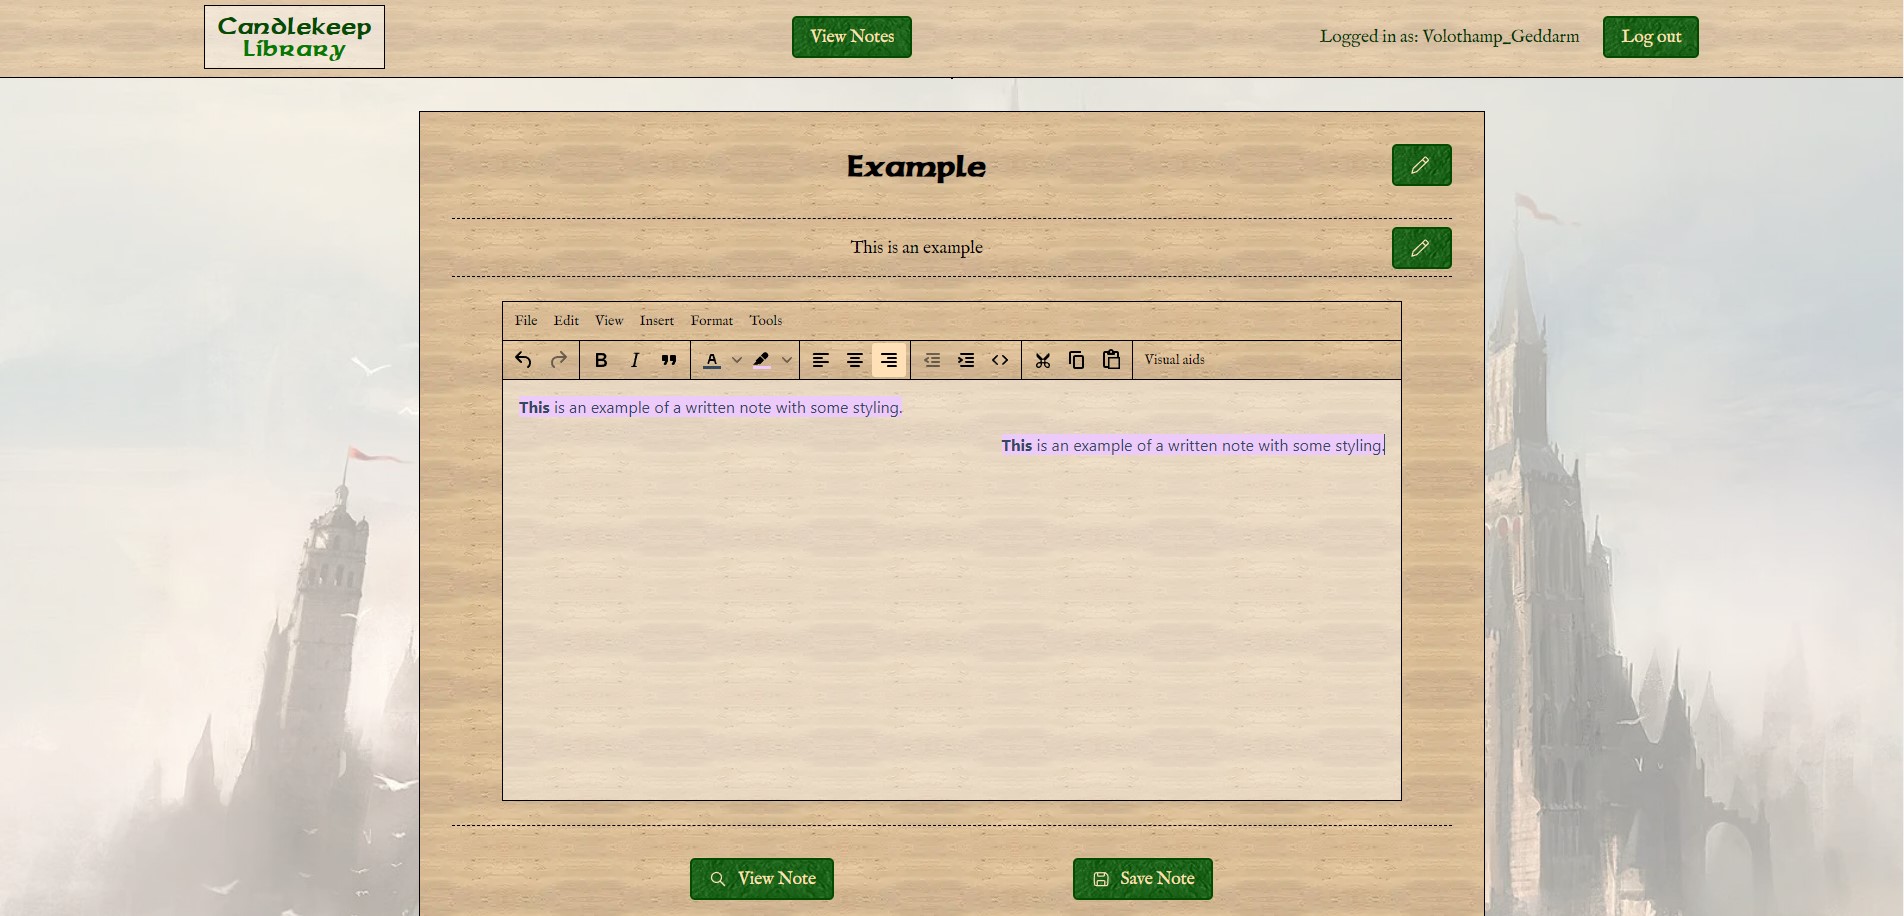 Candlekeep
Library
View Notes
Logged in as: Volothamp_Geddarm
Log out
Example
This is an example
File Edit View Insert Format Tools
B I A Visual aids
This is an example of a written note with some styling.
This is an example of a written note with some styling.
View Note
Save Note